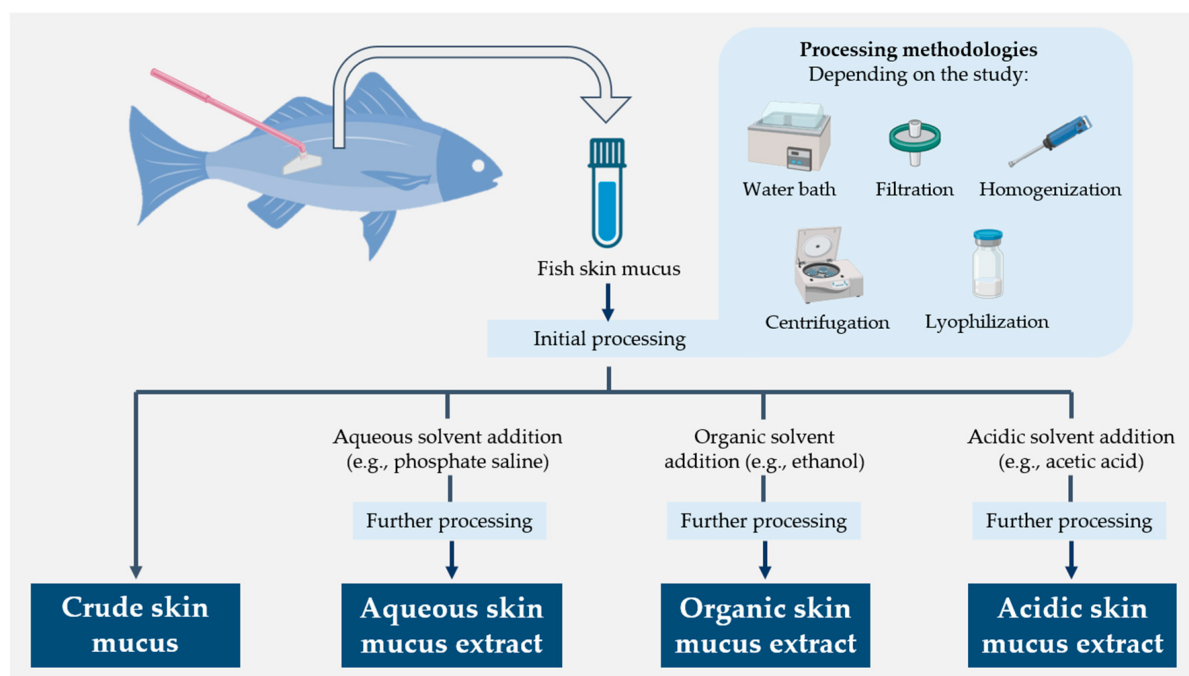 Processing methodologies
Depending on the study:
Water bath
Filtration
Homogenization
Centrifugation
Lyophilization
Fish skin mucus
Initial processing
Aqueous solvent addition
(e.g., phosphate saline)
Organic solvent
addition (e.g., ethanol)
Acidic solvent addition
(e.g., acetic acid)
Further processing
Further processing
Further processing
Crude skin
mucus
Aqueous skin
mucus extract
Organic skin
mucus extract
Acidic skin
mucus extract